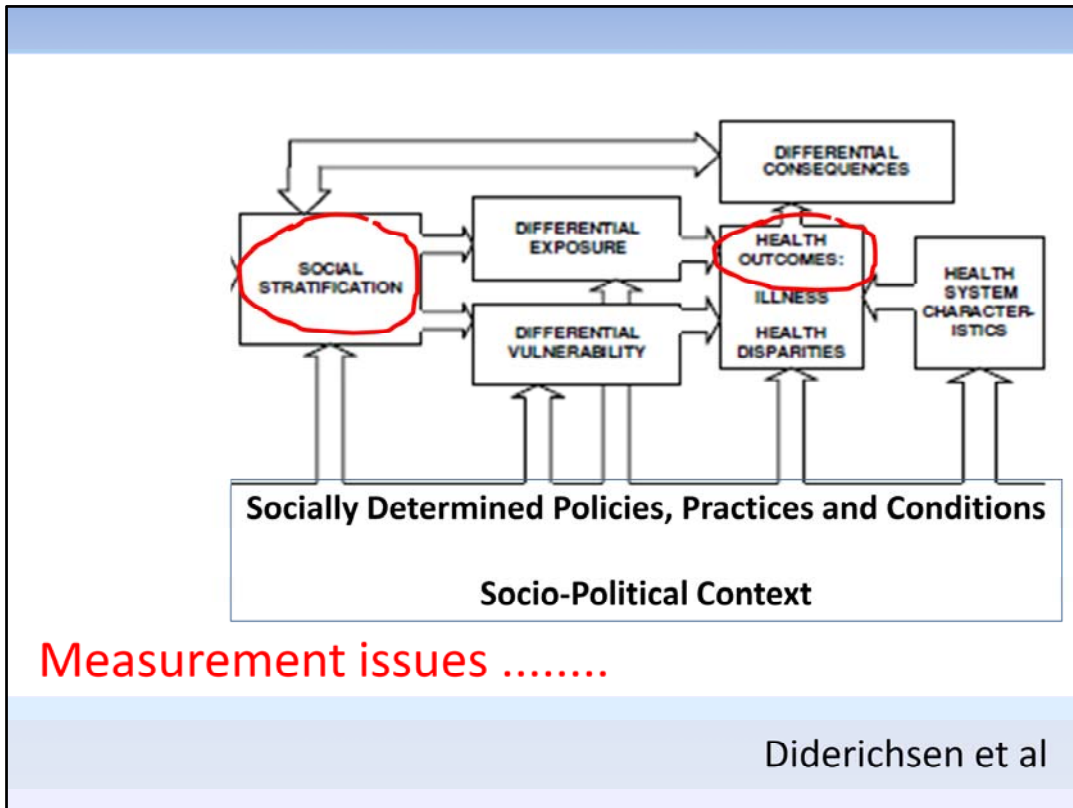 DIFFERENTIAL
CONSEQUENCES
SOCIAL
STRATIFICATION
DIFFERENTIAL
EXPOSURE
DIFFERENTIAL
VULNERABILITY
HEALTH
OUTCOMES:
ILLNESS
HEALTH
DISPARITIES
HEALTH
SYSTEM
CHARACTER-
ISTICS
Socially Determined Policies, Practices and Conditions
Socio-Political Context
Measurement issues ........
Diderichsen et al